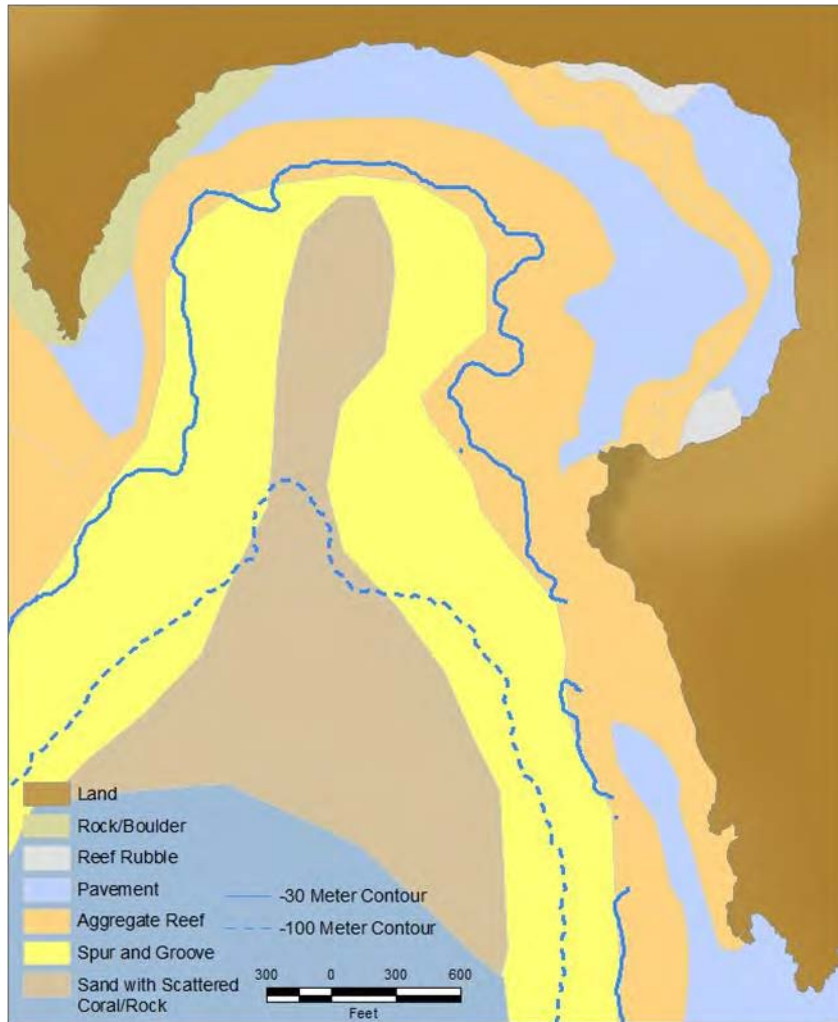 Land
Rock/Boulder
Reef Rubble
Pavement
Aggregate Reef
Spur and Groove
Sand with Scattered
Coral/Rock
-30 Meter Contour
-100 Meter Contour
300 0 300 600
Feet